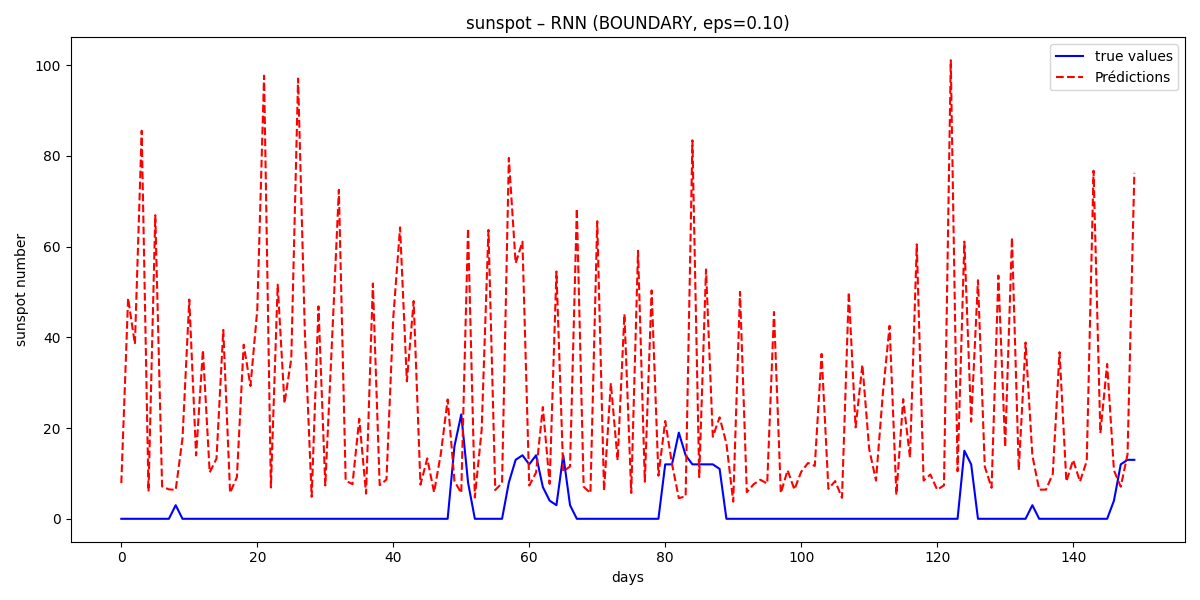 sunspot – RNN (BOUNDARY, eps=0.10)
true values
Prédictions
sunspot number
100
80
60
40
20
0
0 20 40 60 80 100 120 140
days